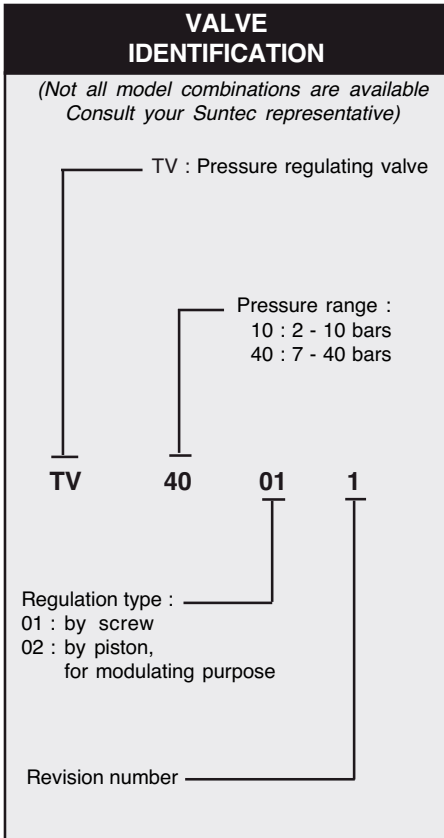 VALVE
IDENTIFICATION
(Not all model combinations are available
Consult your Suntec representative)
TV : Pressure regulating valve
Pressure range :
10 : 2 - 10 bars
40 : 7 - 40 bars
TV 40 01 1
Regulation type :
01 : by screw
02 : by piston,
for modulating purpose
Revision number